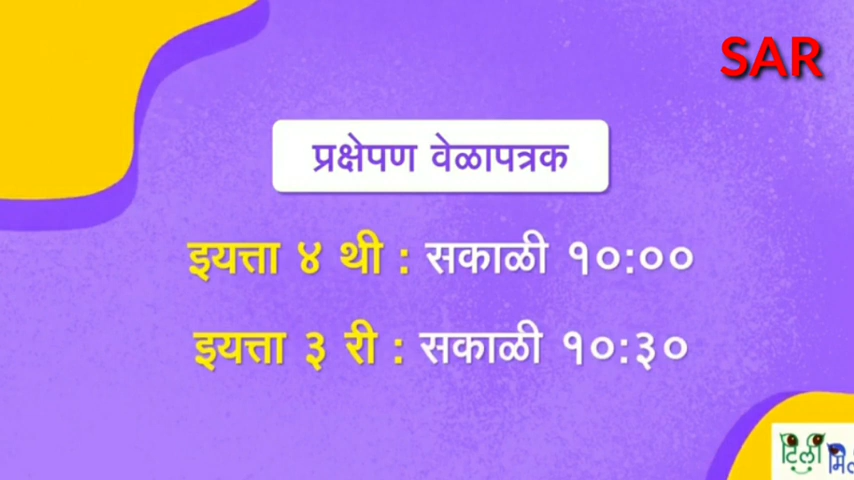 SAR
प्रक्षेपण वेळापत्रक
इयत्ता ४ थी : सकाळी १०:००
इयत्ता ३ री : सकाळी १०:३०
टिली